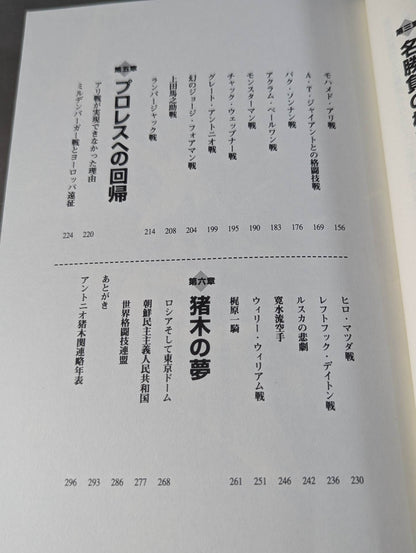 名勝負の
モハメド・アリ戦 156
A・T・ジャイアントとの格闘技戦 169
パク・ソンナン戦 176
アクラム・ペールワン戦 183
モンスターマン戦 190
チャック・ウェップナー戦 195
グレート・アントニオ戦 199
幻のジョージ・フォアマン戦 204
上田馬之助戦 208
ランバージャック戦 214
第五章 プロレスへの回帰
アリ戦が実現できなかった理由 220
ミルデンバーガー戦とヨーロッパ遠征 224
ヒロ・マツダ戦 230
レフトフック・デイトン戦 236
ルスカの悲劇 242
寛水流空手 246
ウィリー・ウィリアム戦 251
梶原一騎 261
第六章 猪木の夢
ロシアそして東京ドーム 268
朝鮮民主主義人民共和国 277
世界格闘技連盟 286
あとがき 293
アントニオ猪木関連略年表 296